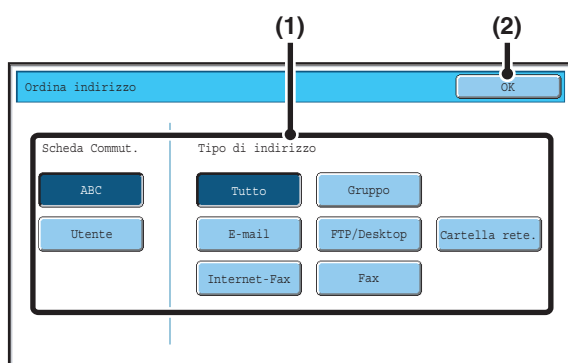 (1) (2)
Ordina indirizzo OK
Scheda Commut. Tipo di indirizzo
ABC Tutto Gruppo
Utente E-mail FTP/Desktop Cartella rete.
Internet-Fax Fax